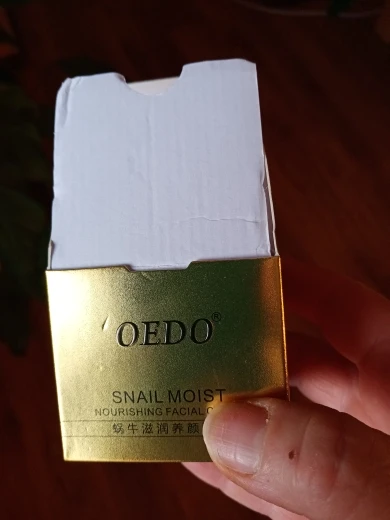 OEDO®
SNAIL MOIST
NOURISHING FACIAL
蜗牛滋润养颜